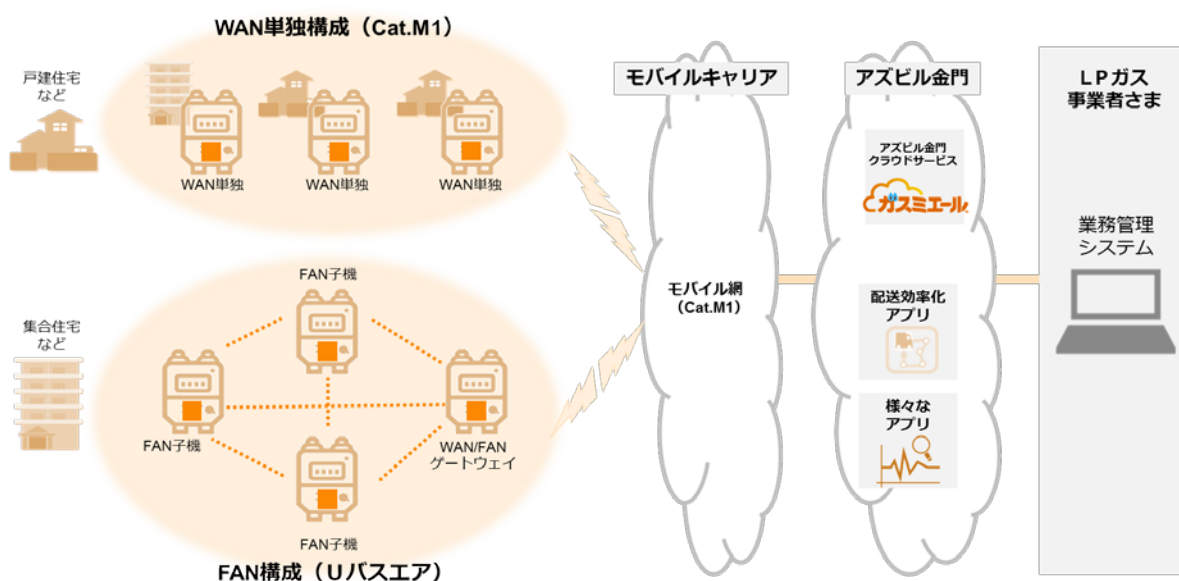 WAN単独構成（Cat.M1）
戸建住宅
など
WAN単独
WAN単独
WAN単独
FAN子機
集合住宅
など
FAN子機
WAN/FAN
ゲートウェイ
FAN子機
FAN構成（Uバスエア）
モバイルキャリア
モバイル網
（Cat.M1）
アズビル金門
アズビル金門
クラウドサービス
ガスミエール
配送効率化
アプリ
様々な
アプリ
LPガス
事業者さま
業務管理
システム